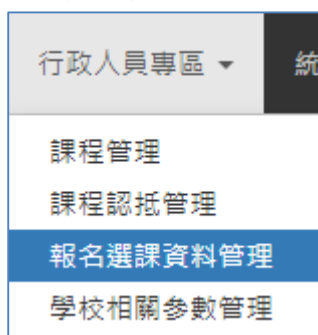 行政人員專區 統
課程管理
課程認抵管理
報名選課資料管理
學校相關參數管理